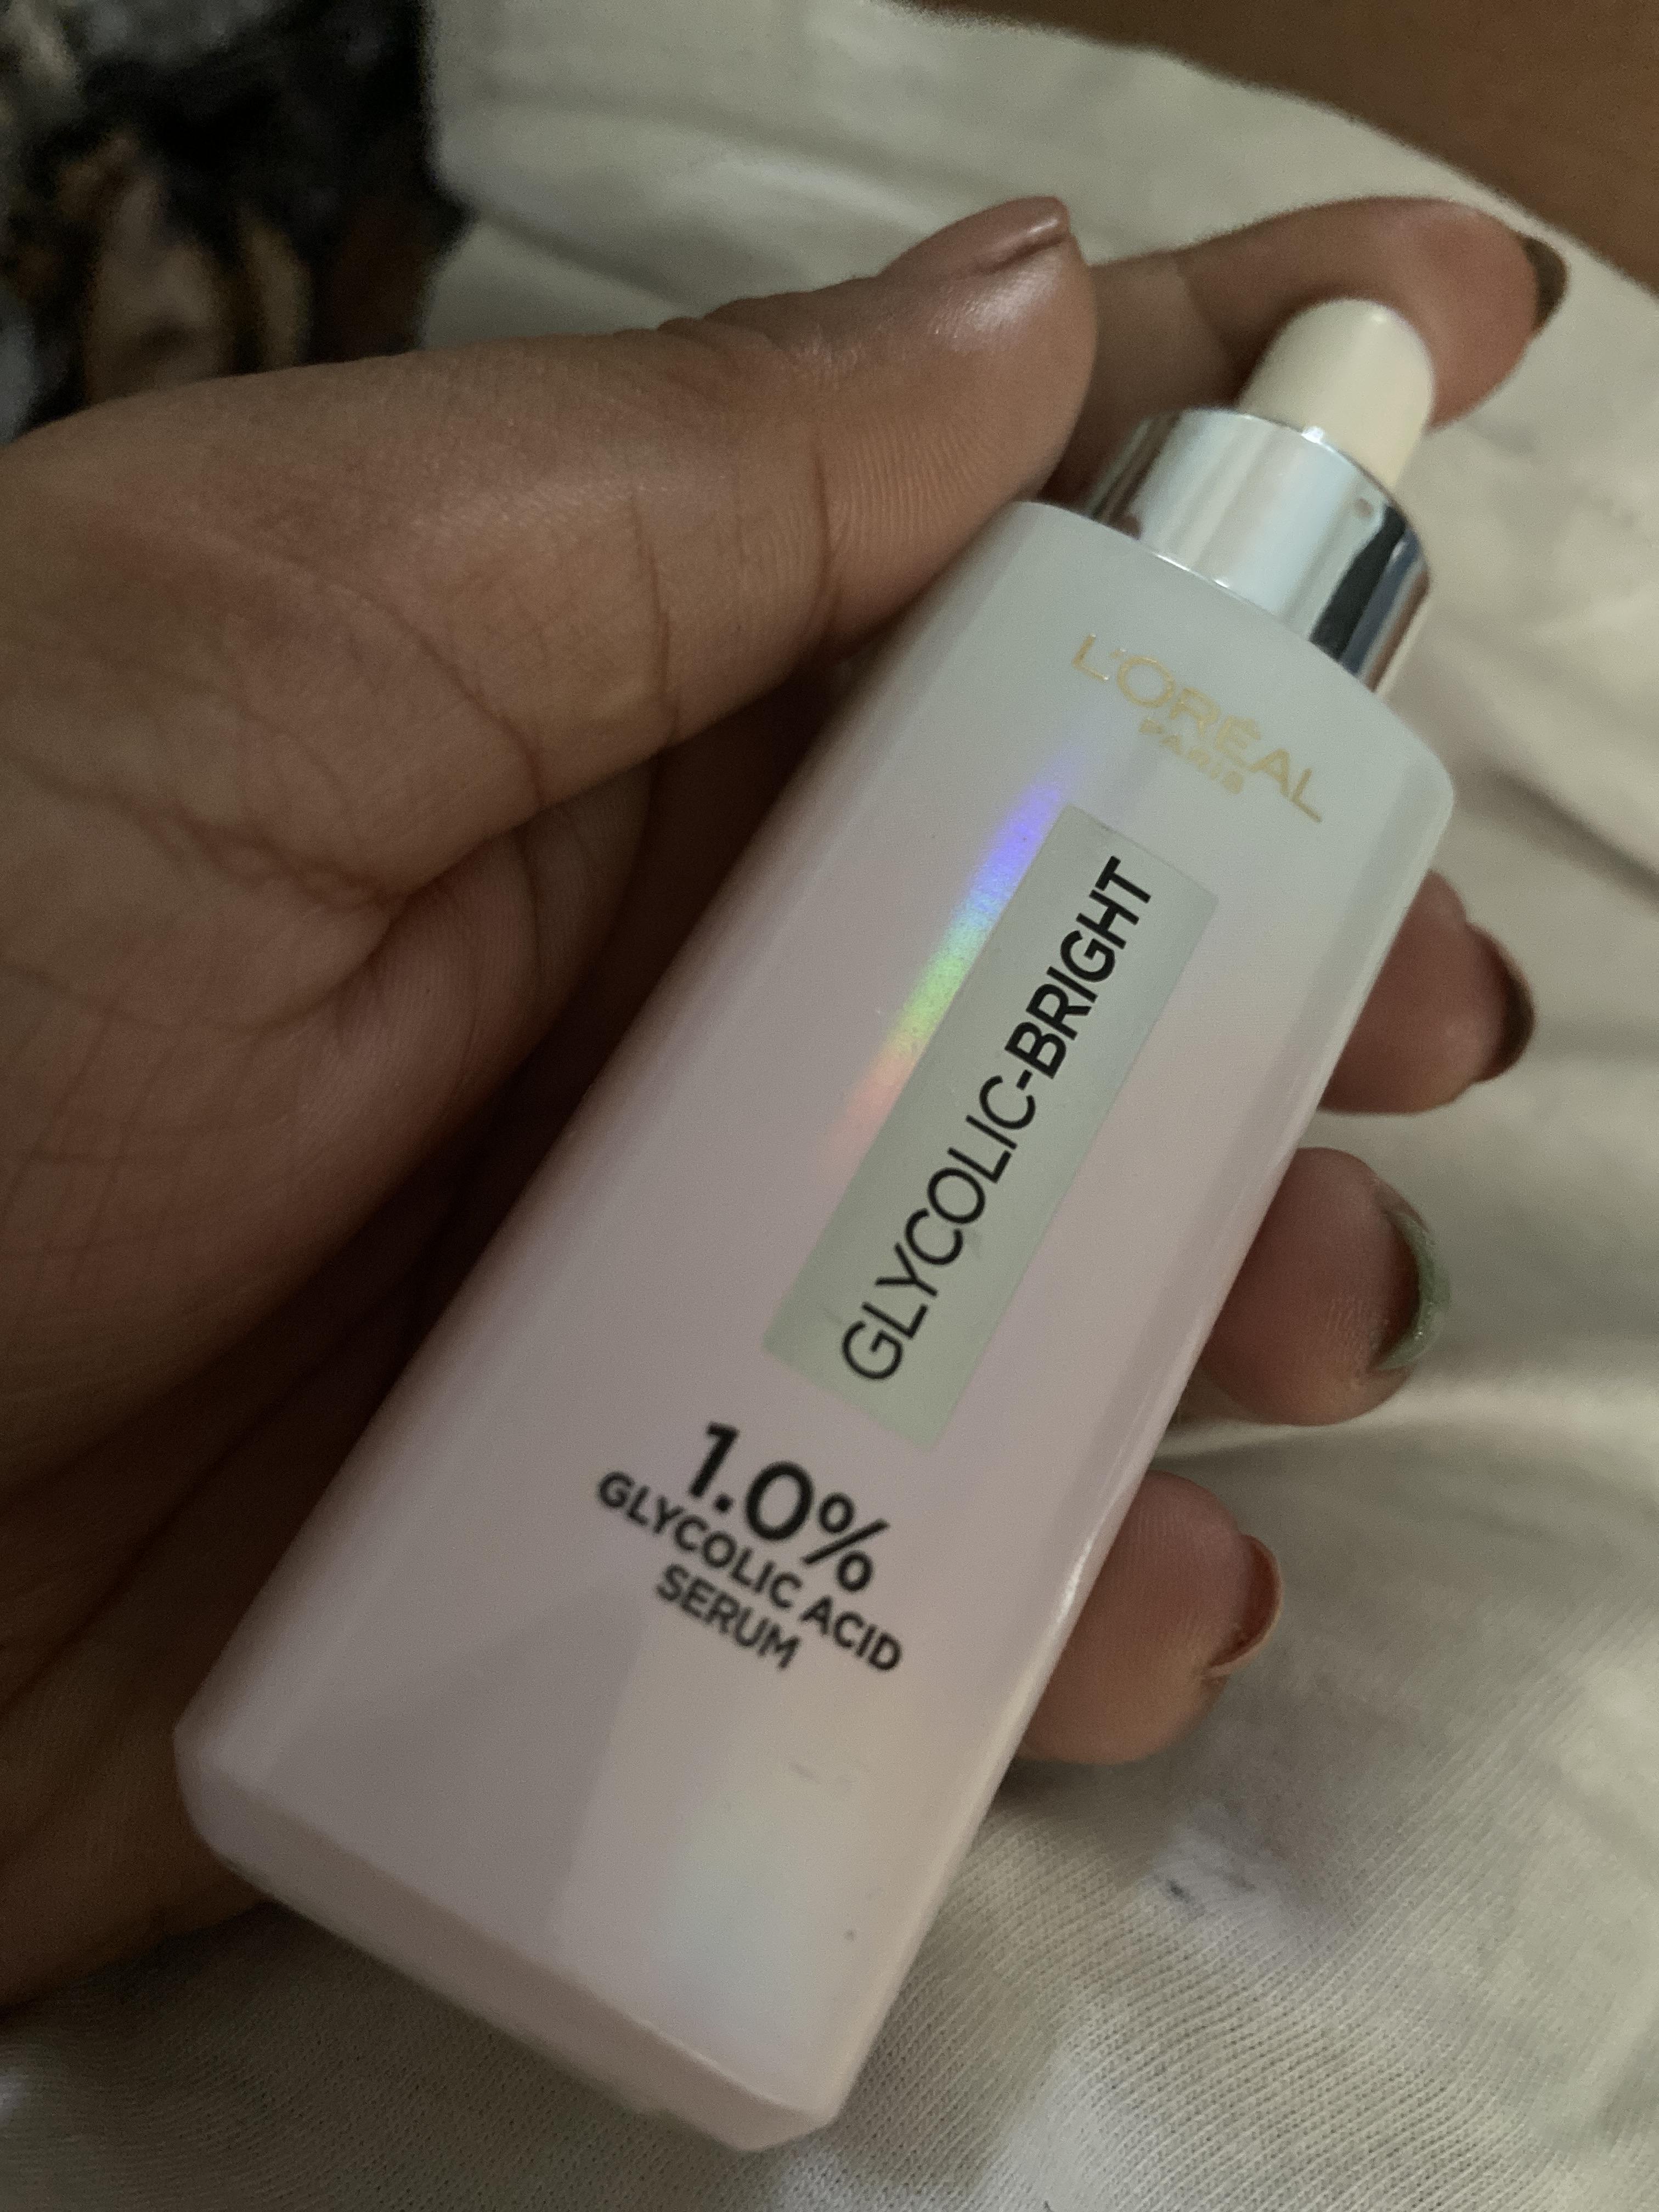 L'ORÉAL
PARIS
GLYCOLIC-BRIGHT
1.0%
GLYCOLIC ACID
SERUM